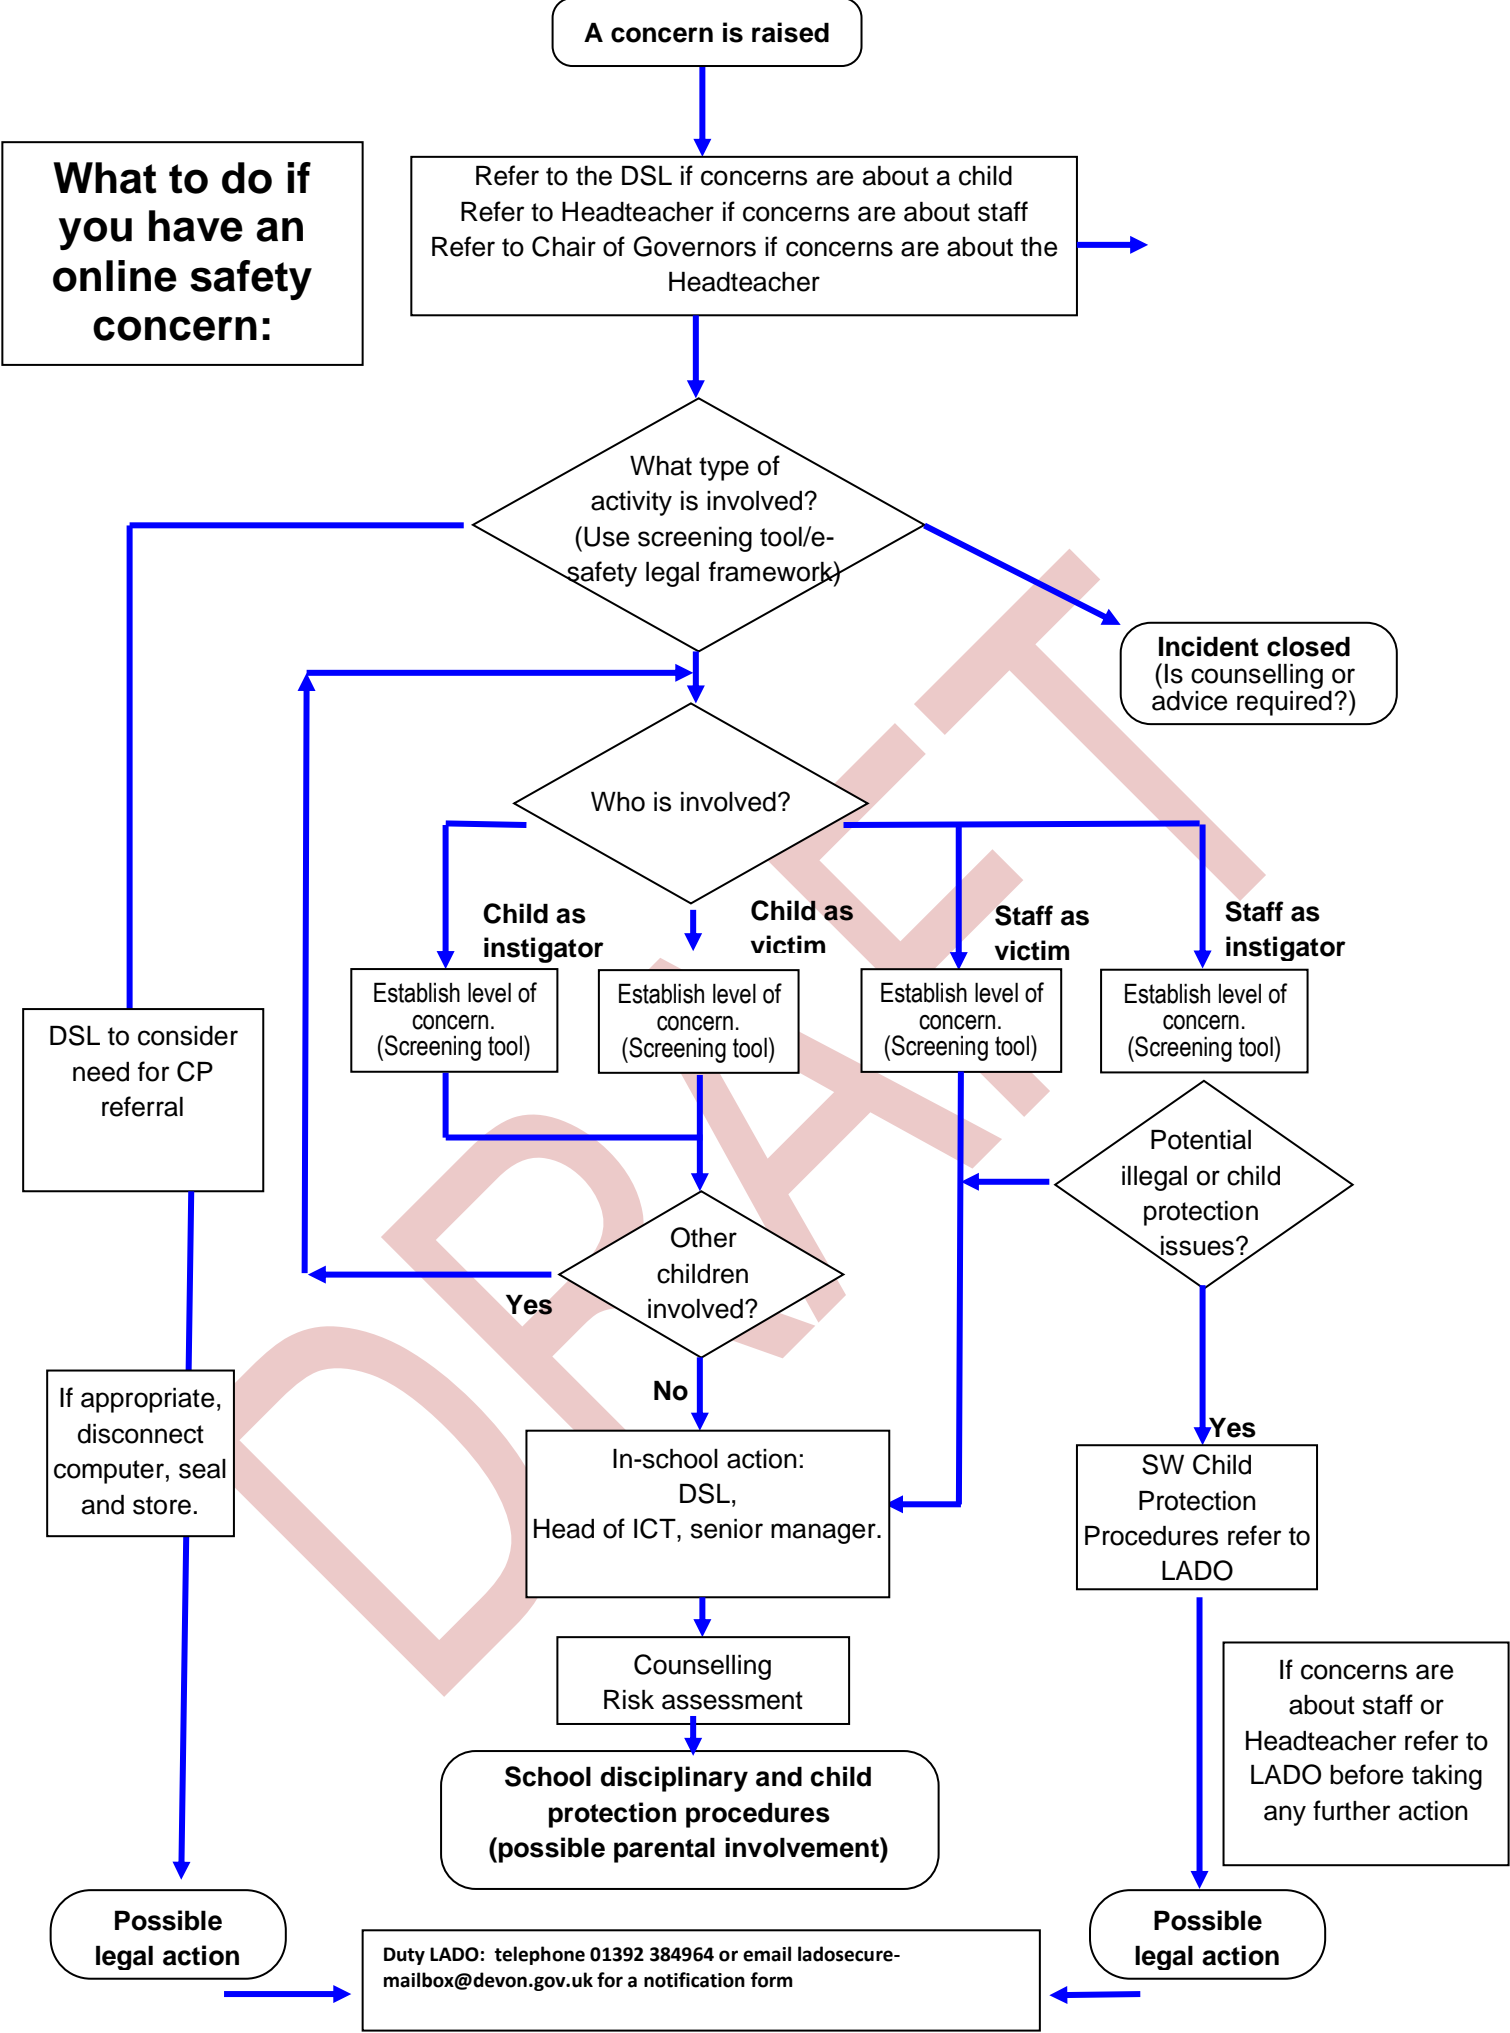 A concern is raised
What to do if
you have an
online safety
concern:
Refer to the DSL if concerns are about a child
Refer to Headteacher if concerns are about staff
Refer to Chair of Governors if concerns are about the
Headteacher
What type of
activity is involved?
(Use screening tool/e-
safety legal framework)
Incident closed
(Is counselling or
advice required?)
Who is involved?
Child as
instigator
Child as
victim
Staff as
victim
Staff as
instigator
Establish level of
concern.
(Screening tool)
Establish level of
concern.
(Screening tool)
Establish level of
concern.
(Screening tool)
Establish level of
concern.
(Screening tool)
DSL to consider
need for CP
referral
Potential
illegal or child
protection
issues?
Other
children
involved?
Yes
No
If appropriate,
disconnect
computer, seal
and store.
In-school action:
DSL,
Head of ICT, senior manager.
Yes
SW Child
Protection
Procedures refer to
LADO
Counselling
Risk assessment
If concerns are
about staff or
Headteacher refer to
LADO before taking
any further action
School disciplinary and child
protection procedures
(possible parental involvement)
Possible
legal action
Possible
legal action
Duty LADO: telephone 01392 384964 or email ladosecure-
mailbox@devon.gov.uk for a notification form
DRAFT